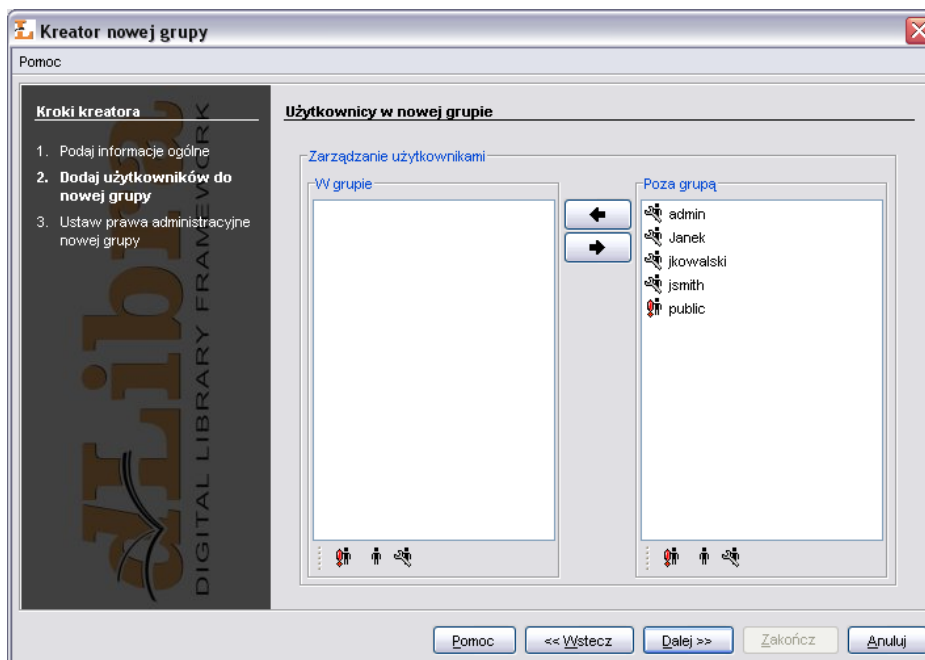 Kreator nowej grupy
Pomoc
Kroki kreatora
1. Podaj informacje ogólne
2. Dodaj użytkowników do
nowej grupy
3. Ustaw prawa administracyjne
nowej grupy
dLibra
DIGITAL LIBRARY FRAMEWORK
Użytkownicy w nowej grupie
Zarządzanie użytkownikami
W grupie
Poza grupą
admin
Janek
jkowalski
jsmith
public
Pomoc
<< Wstecz
Dalej >>
Zakończ
Anuluj